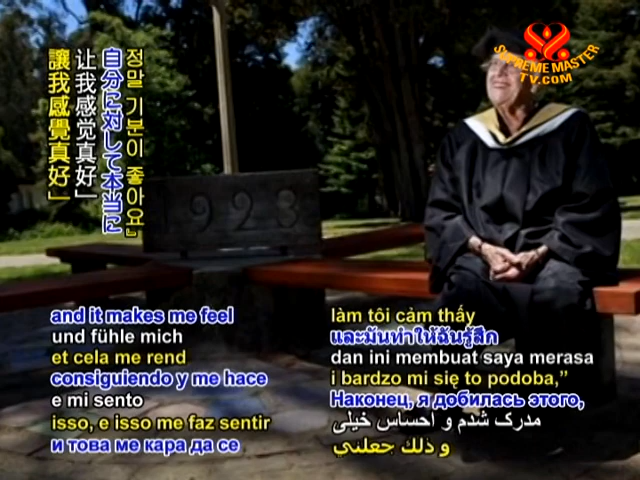 SUPREME MASTER
TV.COM
정말 기분이 좋아요』
自分に対して本当に
让我感觉真好」
讓我感覺真好」
923
and it makes me feel
und fühle mich
et cela me rend
consiguiendo y me hace
e mi sento
isso, e isso me faz sentir
и това ме кара да се
làm tôi cảm thấy
และมันทำให้ฉันรู้สึก
dan ini membuat saya merasa
i bardzo mi się to podoba,”
Наконец, я добилась этого,
مدرک شدم و احساس خیلی
و ذلك جعلني